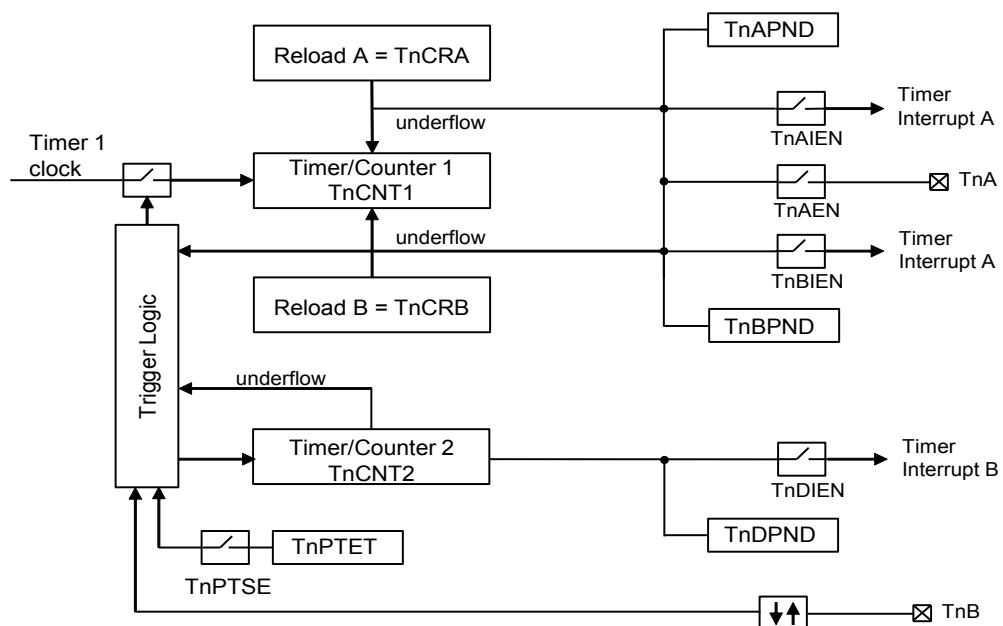 TnAPND
Reload A = TnCRA
underflow
TnAIEN
Timer
Interrupt A
Timer 1
clock
Timer/Counter 1
TnCNT1
TnAEN
TnA
underflow
TnBIEN
Timer
Interrupt A
Reload B = TnCRB
TnBPND
Trigger Logic
underflow
Timer/Counter 2
TnCNT2
TnDIEN
Timer
Interrupt B
TnDPND
TnPTET
TnPTSE
TnB